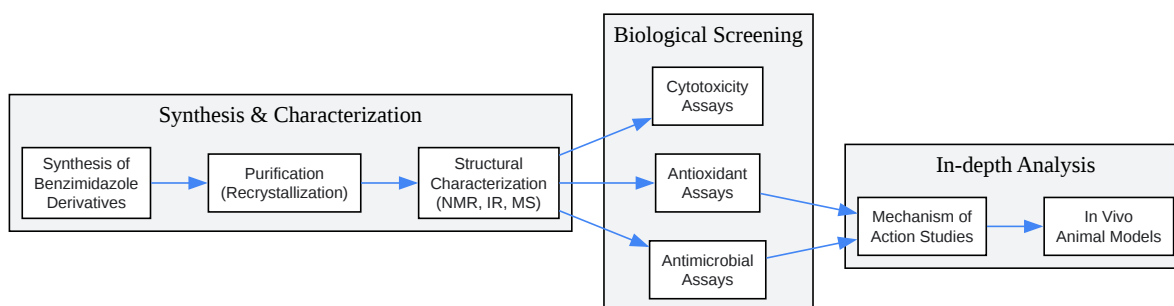 Biological Screening
Synthesis & Characterization
Synthesis of
Benzimidazole
Derivatives
Purification
(Recrystallization)
Structural
Characterization
(NMR, IR, MS)
Cytotoxicity
Assays
Antioxidant
Assays
Antimicrobial
Assays
In-depth Analysis
Mechanism of
Action Studies
In Vivo
Animal Models